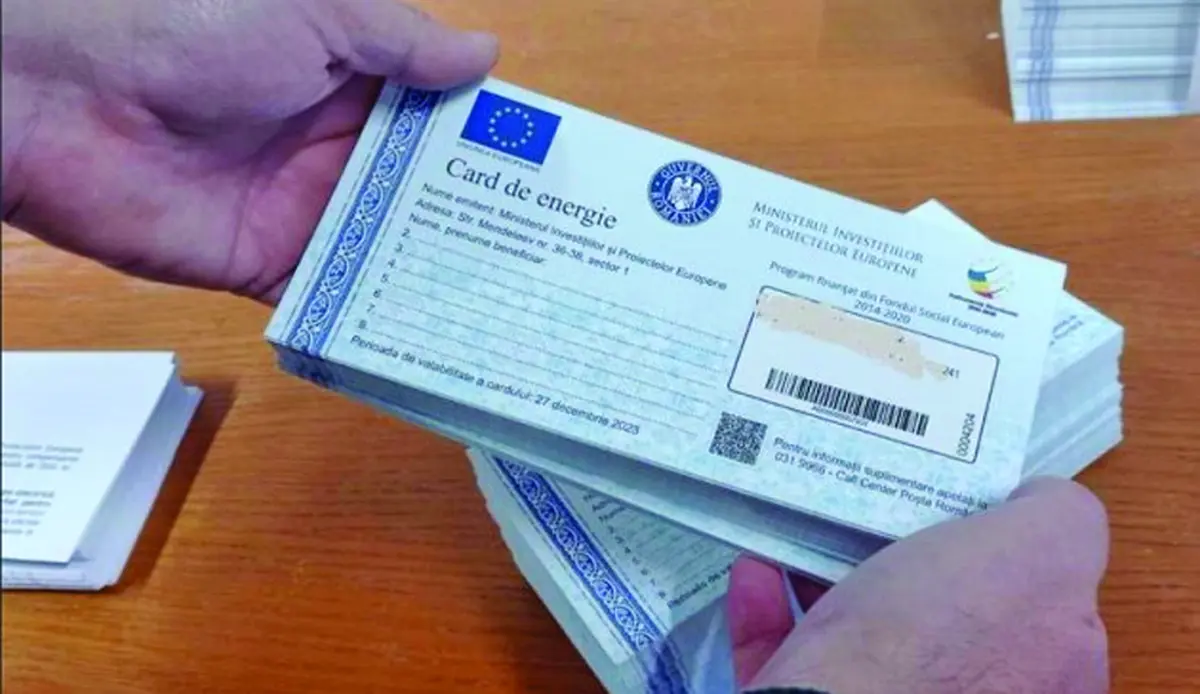 UNIUNEA EUROPEANĂ
Card de energie
Nume emitent: Ministerul Investițiilor și Proiectelor Europene
Adresa: Str. Mendeleev nr. 36-38, sector 1
Nume, prenume beneficiar:
2.
3.
4.
5.
6.
7.
8.
Perioada de valabilitate a cardului: 27 decembrie 2023
GUVERNUL ROMÂNIEI
MINISTERUL INVESTIȚIILOR
ȘI PROIECTELOR EUROPENE
Program finanțat din Fondul Social European
2014-2020
241
0004204
Pentru informații suplimentare apelați la
031 9966 - Call Center Poșta
Perioada de